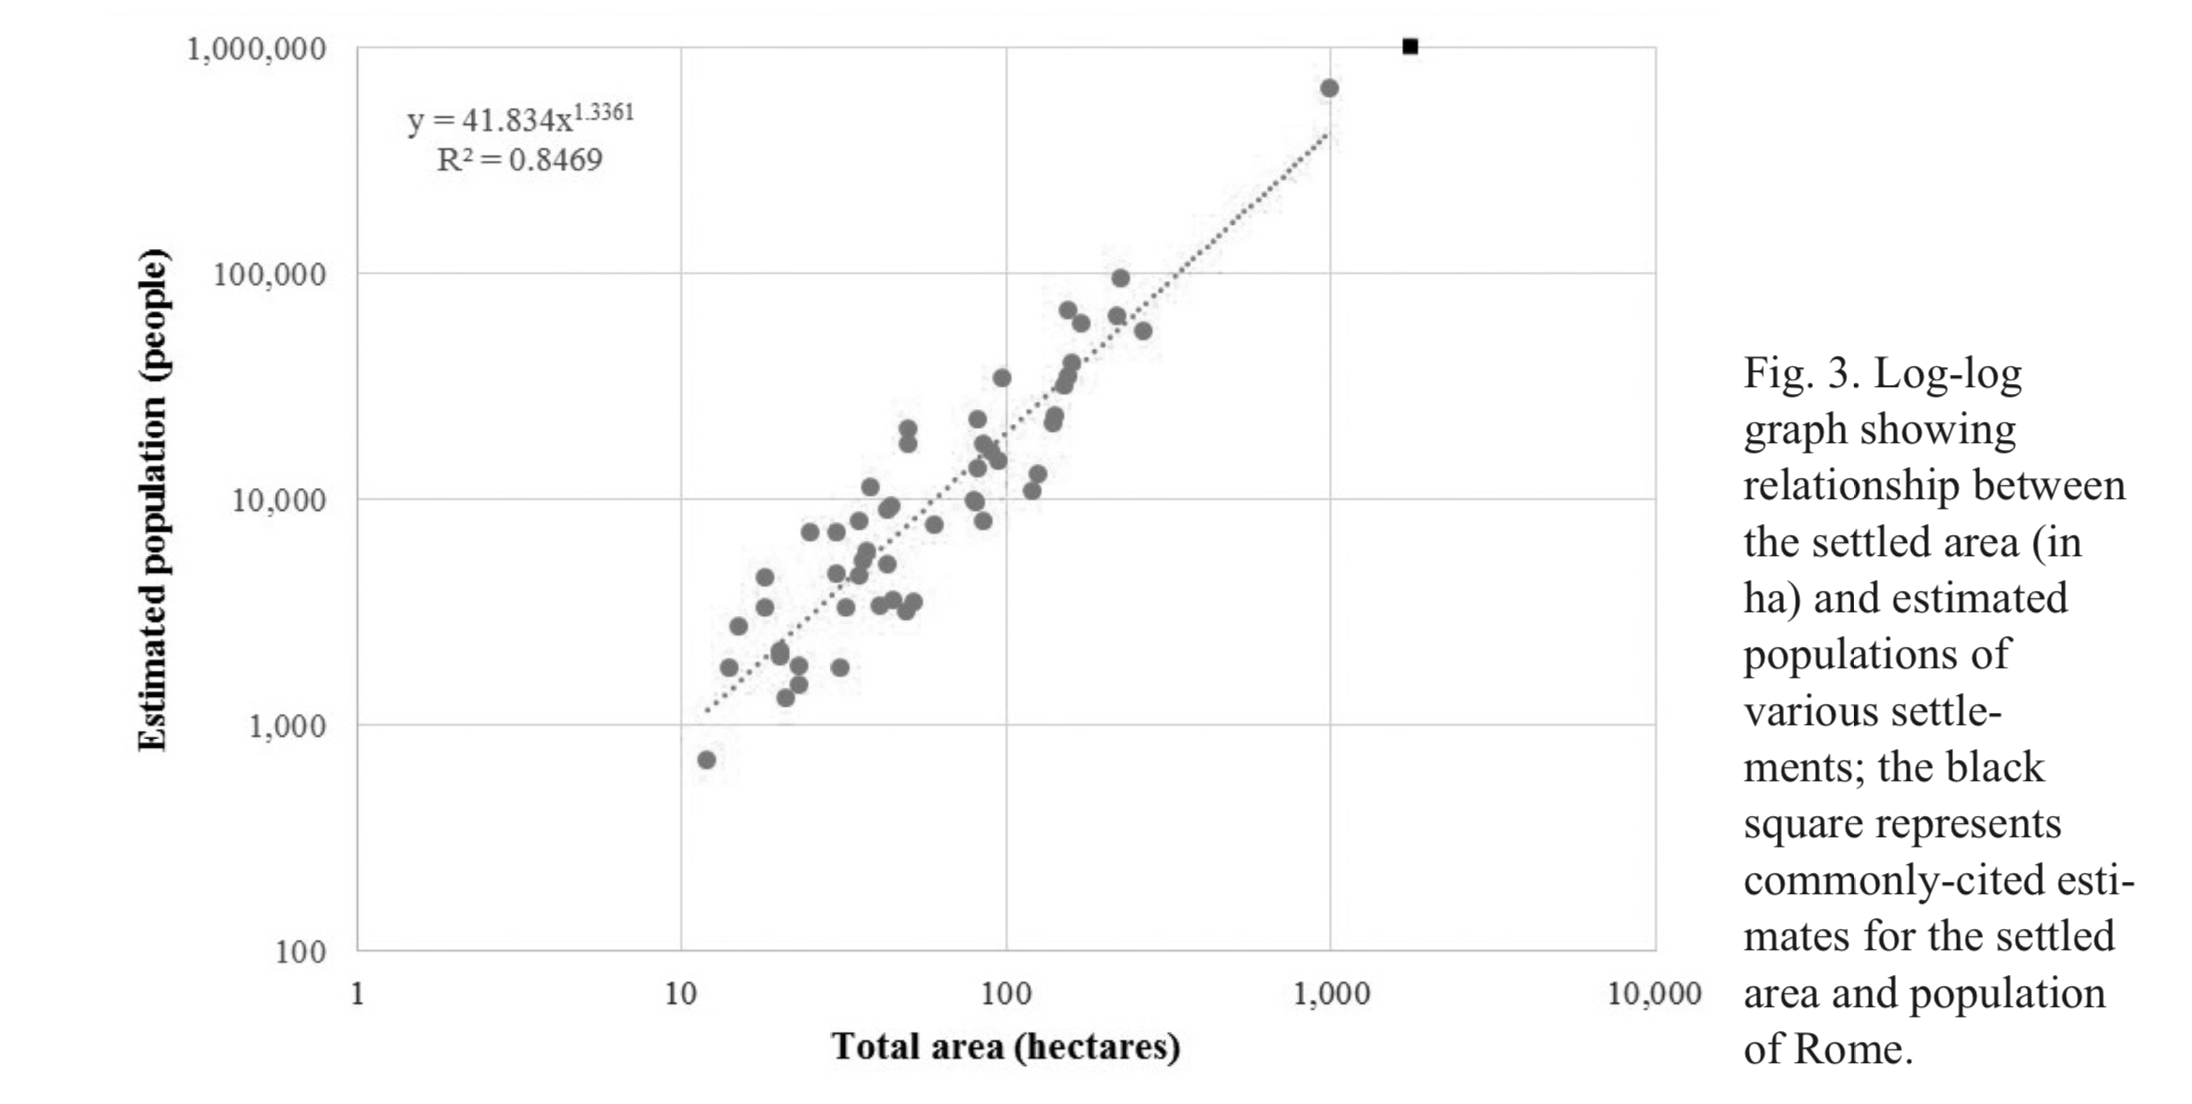 1,000,000
y = 41.834x^1.3361
R² = 0.8469
100,000
10,000
1,000
100
Estimated population (people)
1 10 100 1,000 10,000
Total area (hectares)
Fig. 3. Log-log
graph showing
relationship between
the settled area (in
ha) and estimated
populations of
various settle-
ments; the black
square represents
commonly-cited esti-
mates for the settled
area and population
of Rome.